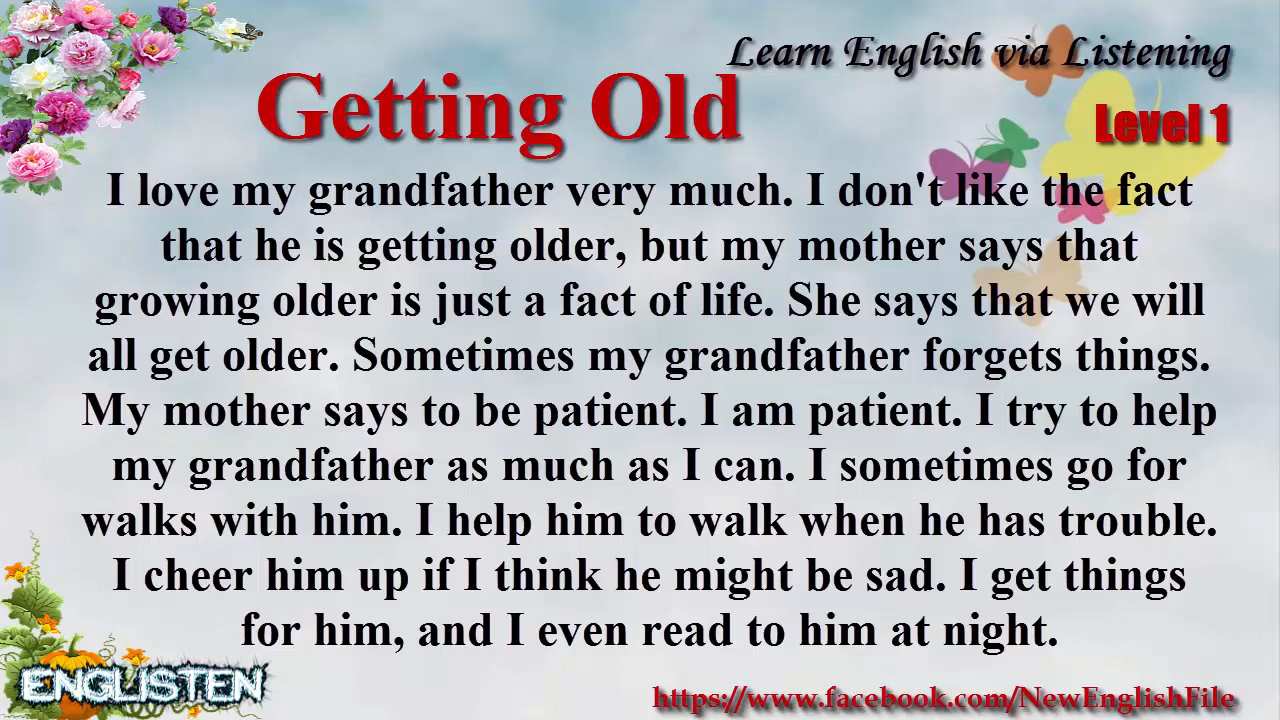 Learn English via Listening
Getting Old
Level 1
I love my grandfather very much. I don't like the fact
that he is getting older, but my mother says that
growing older is just a fact of life. She says that we will
all get older. Sometimes my grandfather forgets things.
My mother says to be patient. I am patient. I try to help
my grandfather as much as I can. I sometimes go for
walks with him. I help him to walk when he has trouble.
I cheer him up if I think he might be sad. I get things
for him, and I even read to him at night.
ENGLISTEN
https://www.facebook.com/NewEnglishFile